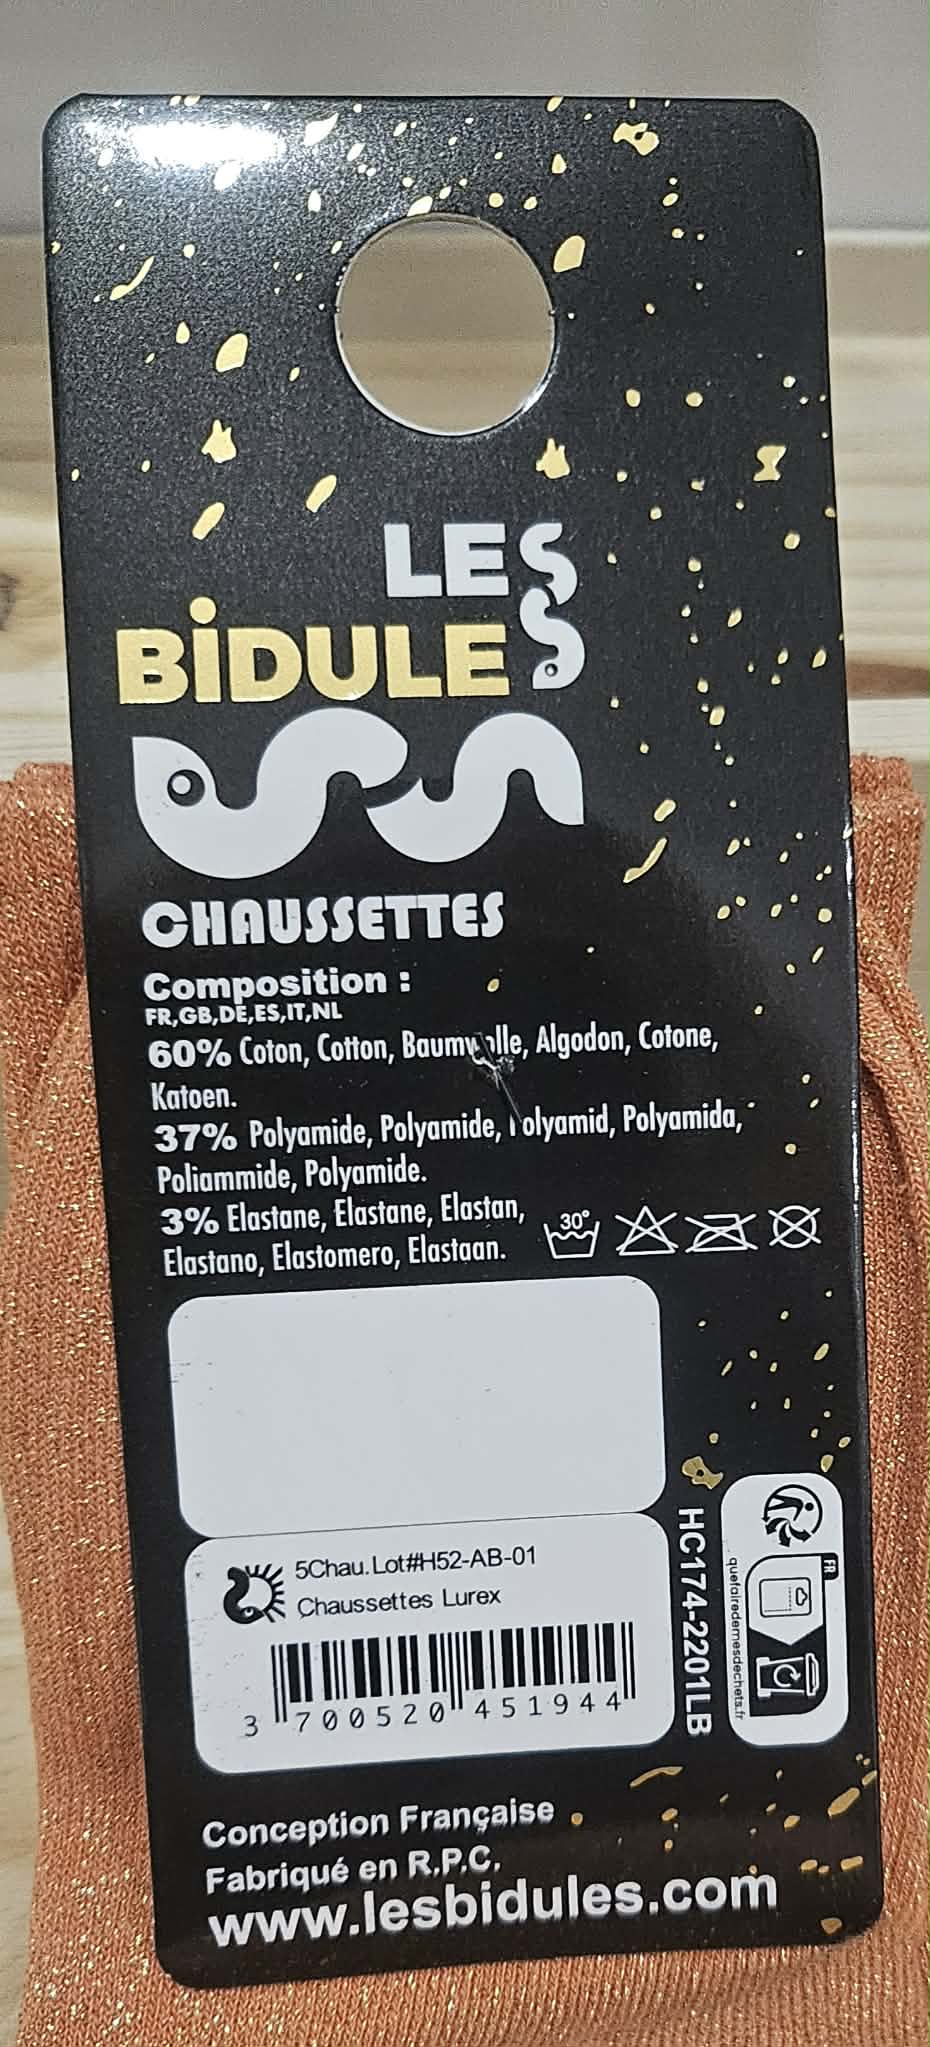 LES
BiDULES
CHAUSSETTES
Composition :
FR,GB,DE,ES,IT,NL
60% Coton, Cotton, Baumwolle, Algodon, Cotone,
Katoen.
37% Polyamide, Polyamide, Polyamid, Polyamida,
Poliammide, Polyamide.
3% Elastane, Elastane, Elastan,
Elastano, Elastomero, Elastaan.
30°
5Chau.Lot#H52-AB-01
Chaussettes Lurex
3 700520 451944
HC174-2201LB
FR
quefairedemesdechets.fr
Conception Française
Fabriqué en R.P.C.
www.lesbidules.com